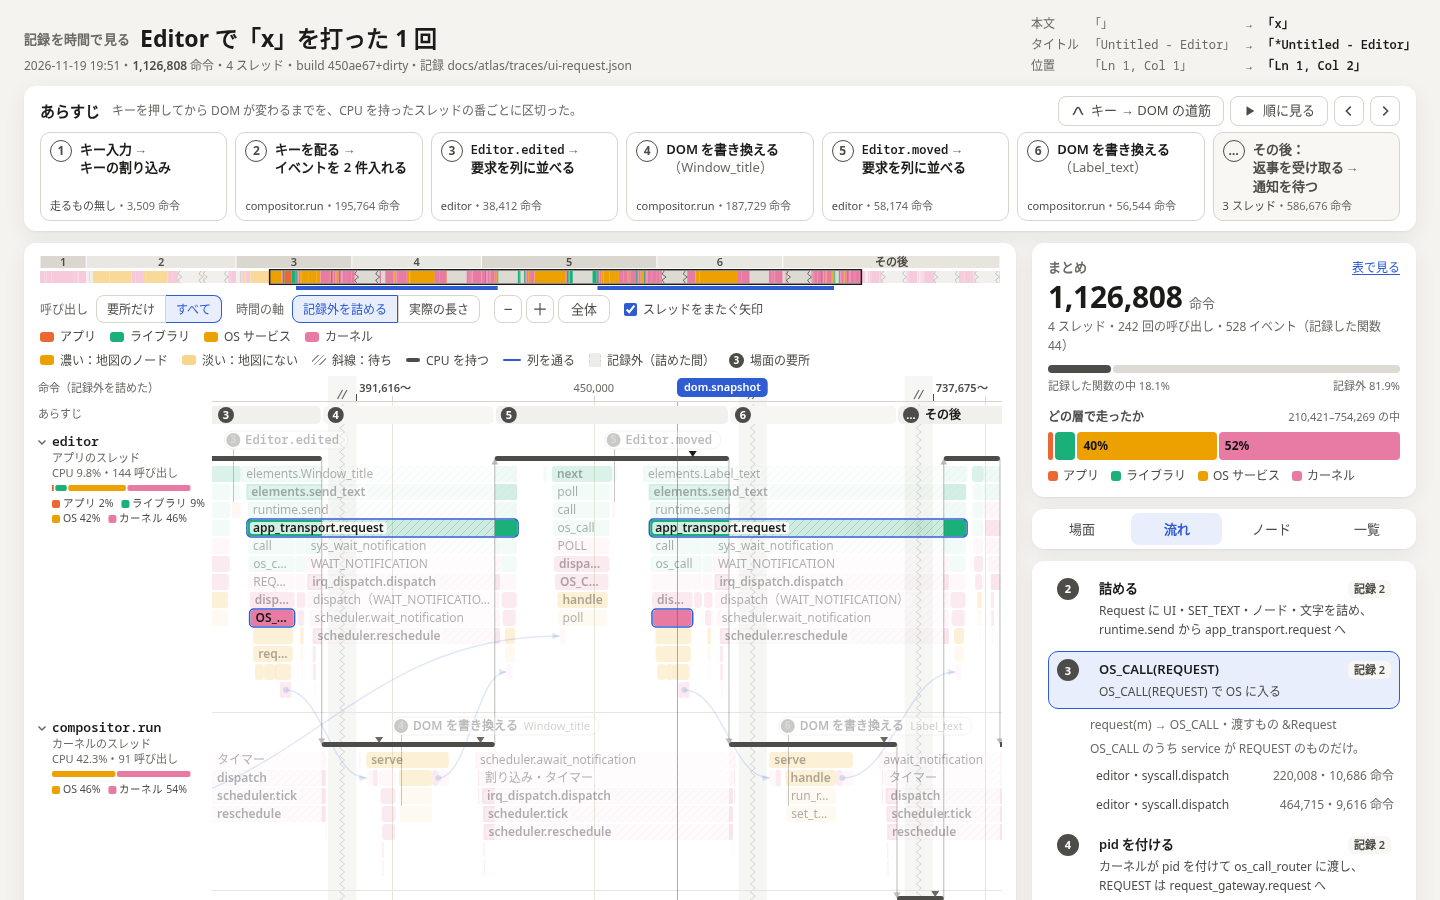 記録を時間で見る Editor で「x」を打った 1 回
2026-11-19 19:51・1,126,808 命令・4 スレッド・build 450ae67+dirty・記録 docs/atlas/traces/ui-request.json
本文 「」 → 「x」
タイトル 「Untitled - Editor」 → 「*Untitled - Editor」
位置 「Ln 1, Col 1」 → 「Ln 1, Col 2」
あらすじ キーを押してから DOM が変わるまでを、CPU を持ったスレッドの番ごとに区切った。
キー → DOM の道筋
順に見る
1 キー入力 →
キーの割り込み
走るもの無し・3,509 命令
2 キーを配る →
イベントを 2 件入れる
compositor.run・195,764 命令
3 Editor.edited →
要求を列に並べる
editor・38,412 命令
4 DOM を書き換える
（Window_title）
compositor.run・187,729 命令
5 Editor.moved →
要求を列に並べる
editor・58,174 命令
6 DOM を書き換える
（Label_text）
compositor.run・56,544 命令
… その後：
返事を受け取る →
通知を待つ
3 スレッド・586,676 命令
1 2 3 4 5 6 その後
呼び出し 要所だけ すべて 時間の軸 記録外を詰める 実際の長さ − ＋ 全体 スレッドをまたぐ矢印
アプリ ライブラリ OS サービス カーネル
濃い：地図のノード 淡い：地図にない 斜線：待ち CPU を持つ 列を通る 記録外（詰めた間） 3 場面の要所
命令（記録外を詰めた） // 391,616〜 450,000 dom.snapshot // 737,675〜
あらすじ 3 4 5 6 … その後
editor
アプリのスレッド
CPU 9.8%・144 呼び出し
アプリ 2% ライブラリ 9%
OS 42% カーネル 46%
3 Editor.edited 5 Editor.moved
elements.Window_title next elements.Label_text
elements.send_text poll elements.send_text
runtime.send call runtime.send
app_transport.request os_call app_transport.request
call sys_wait_notification POLL call sys_wait_notification
os_c... WAIT_NOTIFICATION dispa... os_call WAIT_NOTIFICATION
REQ... irq_dispatch.dispatch OS_C... irq_dispatch.dispatch
disp... dispatch（WAIT_NOTIFICATIO... handle dis... dispatch（WAIT_NOTIFICATION）
OS_... scheduler.wait_notification poll scheduler.wait_notification
scheduler.reschedule scheduler.reschedule
req...
compositor.run
カーネルのスレッド
CPU 42.3%・91 呼び出し
OS 46% カーネル 54%
4 DOM を書き換える Window_title 6 DOM を書き換える Label_text
タイマー serve scheduler.await_notification serve await_notification
dispatch 割り込み・タイマー handle タイマー
scheduler.tick irq_dispatch.dispatch run_r... dispatch
reschedule scheduler.tick set_t... scheduler.tick
scheduler.reschedule reschedule
まとめ 表で見る
1,126,808 命令
4 スレッド・242 回の呼び出し・528 イベント（記録した関数
44）
記録した関数の中 18.1% 記録外 81.9%
どの層で走ったか 210,421–754,269 の中
40% 52%
アプリ ライブラリ OS サービス カーネル
場面 流れ ノード 一覧
2 詰める 記録 2
Request に UI・SET_TEXT・ノード・文字を詰め、
runtime.send から app_transport.request へ
3 OS_CALL(REQUEST) 記録 2
OS_CALL(REQUEST) で OS に入る
request(m) → OS_CALL・渡すもの &Request
OS_CALL のうち service が REQUEST のものだけ。
editor・syscall.dispatch 220,008・10,686 命令
editor・syscall.dispatch 464,715・9,616 命令
4 pid を付ける 記録 2
カーネルが pid を付けて os_call_router に渡し、
REQUEST は request_gateway.request へ